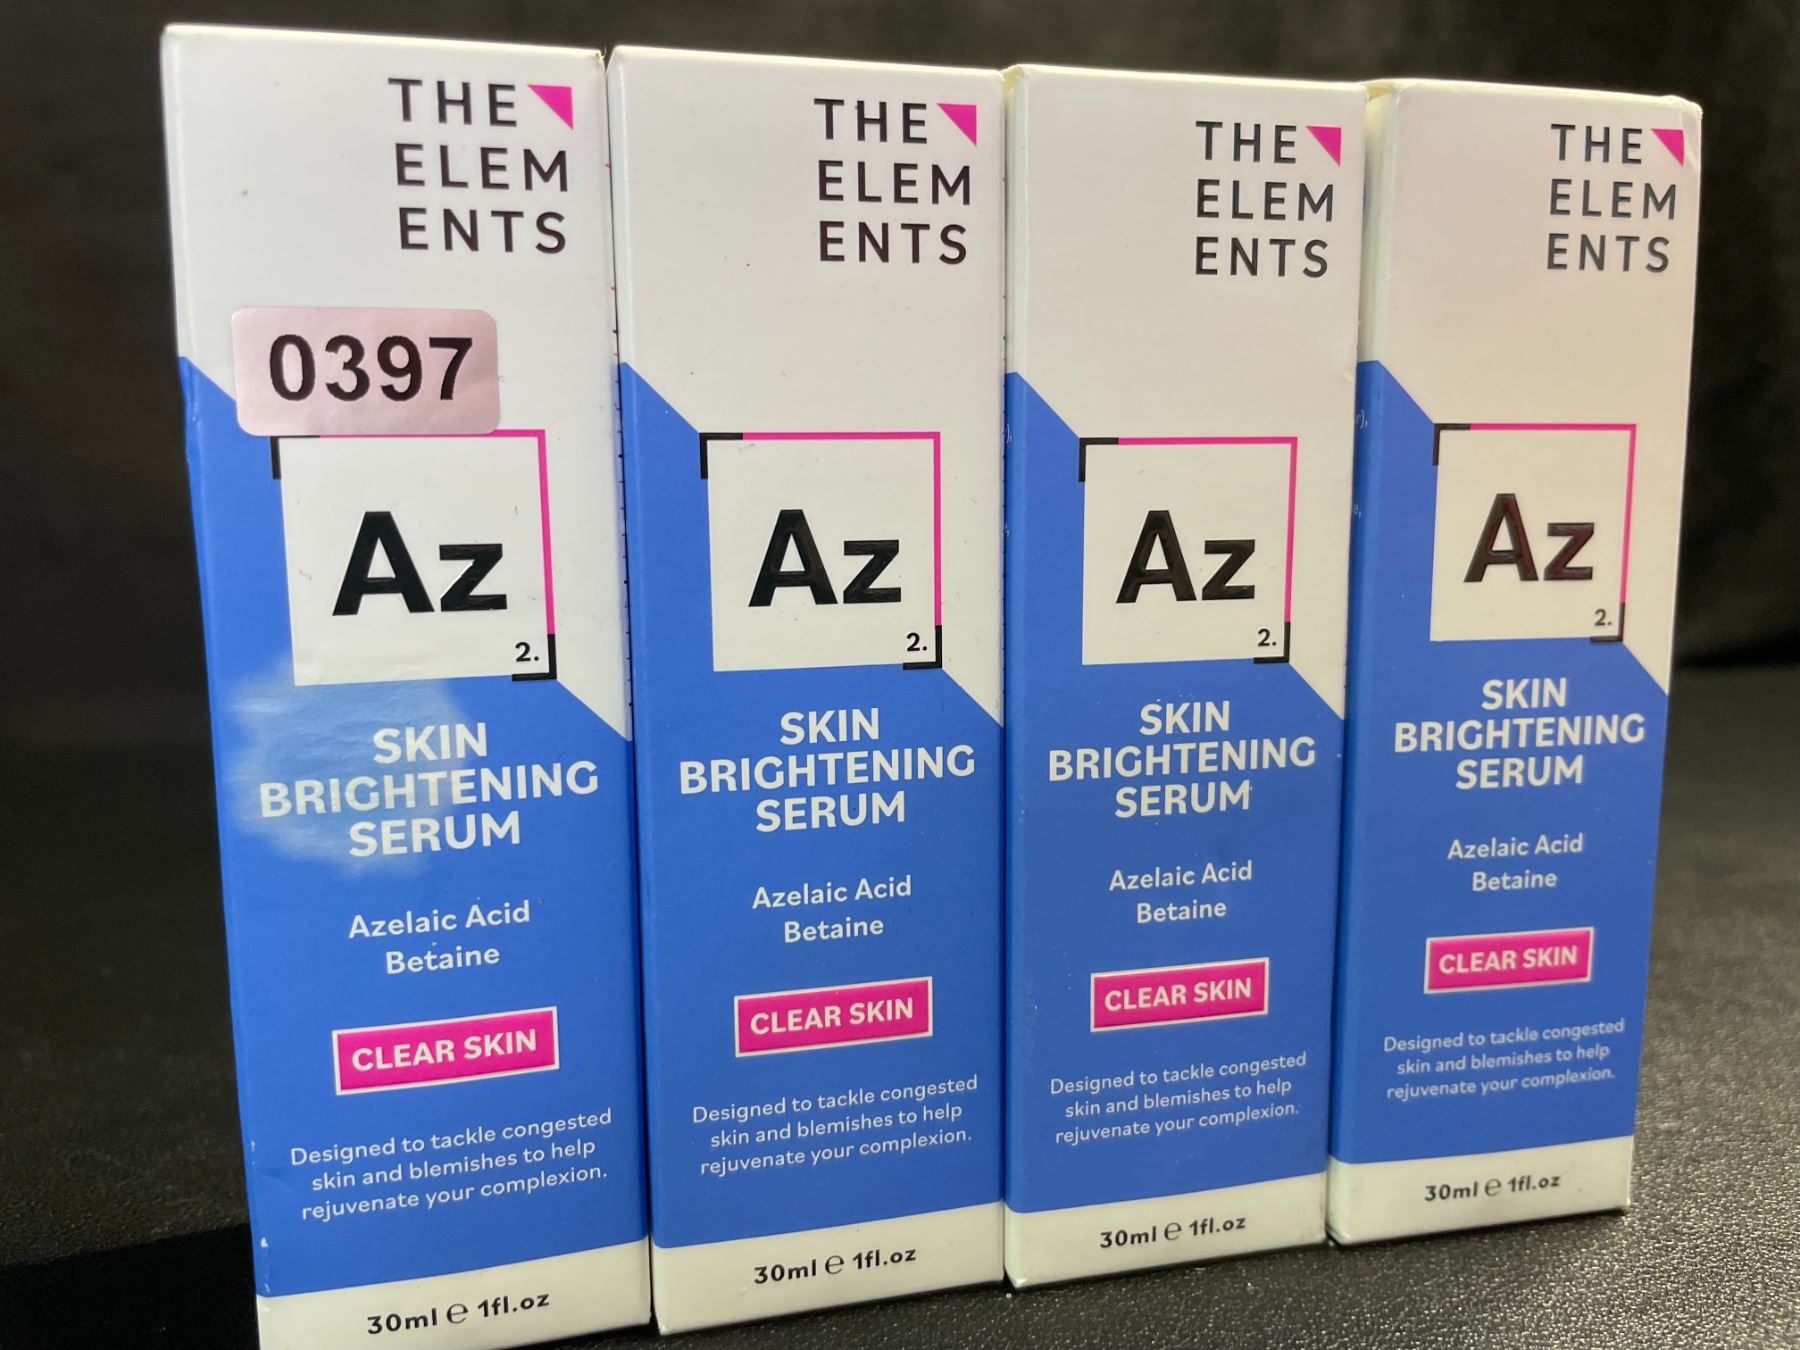 THE
ELEM
ENTS
0397
Az
2.
SKIN
BRIGHTENING
SERUM
Azelaic Acid
Betaine
CLEAR SKIN
Designed to tackle congested
skin and blemishes to help
rejuvenate your complexion.
30ml ℮ 1fl.oz
THE
ELEM
ENTS
Az
2.
SKIN
BRIGHTENING
SERUM
Azelaic Acid
Betaine
CLEAR SKIN
Designed to tackle congested
skin and blemishes to help
rejuvenate your complexion.
30ml ℮ 1fl.oz
THE
ELEM
ENTS
Az
2.
SKIN
BRIGHTENING
SERUM
Azelaic Acid
Betaine
CLEAR SKIN
Designed to tackle congested
skin and blemishes to help
rejuvenate your complexion.
30ml ℮ 1fl.oz
THE
ELEM
ENTS
Az
2.
SKIN
BRIGHTENING
SERUM
Azelaic Acid
Betaine
CLEAR SKIN
Designed to tackle congested
skin and blemishes to help
rejuvenate your complexion.
30ml ℮ 1fl.oz